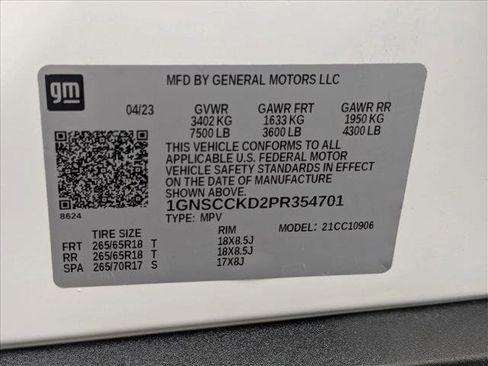 gm
MFD BY GENERAL MOTORS LLC
04/23 GVWR GAWR FRT GAWR RR
3402 KG 1633 KG 1950 KG
7500 LB 3600 LB 4300 LB
THIS VEHICLE CONFORMS TO ALL
APPLICABLE U.S. FEDERAL MOTOR
VEHICLE SAFETY STANDARDS IN EFFECT
ON THE DATE OF MANUFACTURE
SHOWN ABOVE.
1GNSCCKD2PR354701
8624
TYPE: MPV MODEL: 21CC10906
TIRE SIZE RIM
FRT 265/65R18 T 18X8.5J
RR 265/65R18 T 18X8.5J
SPA 265/70R17 S 17X8J